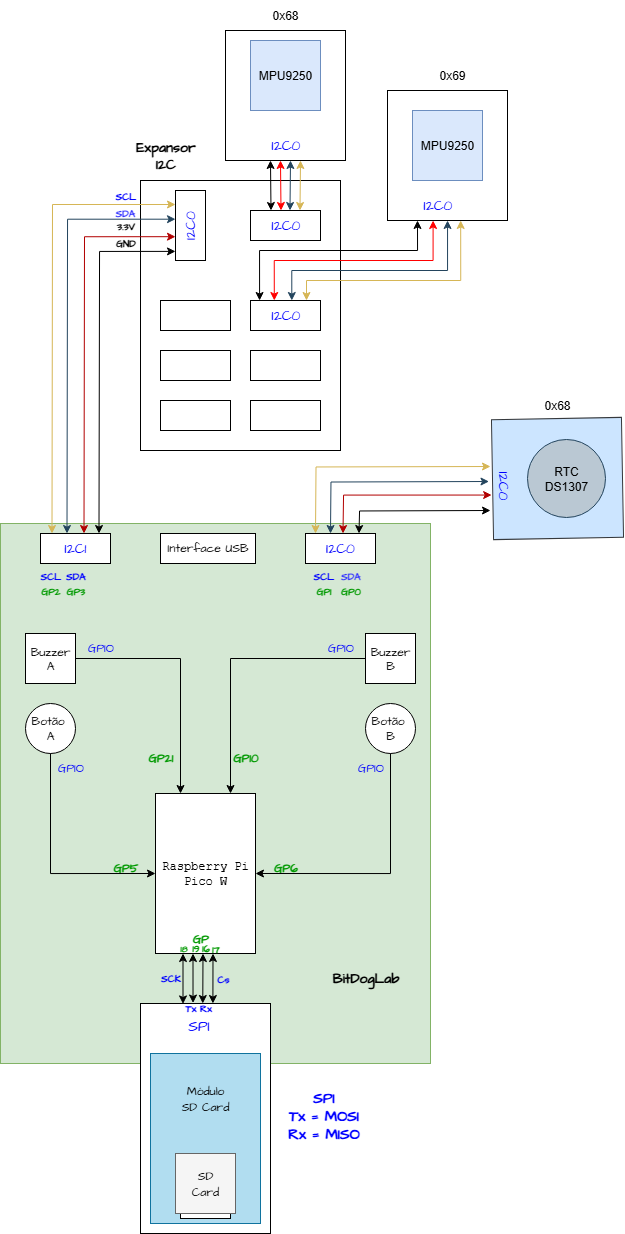 0x68
MPU9250
I2C0
0x69
MPU9250
I2C0
Expansor
I2C
SCL
SDA
3.3V
GND
I2C0
I2C0
I2C0
0x68
I2C0
RTC
DS1307
I2C1
Interface USB
I2C0
SCL SDA
GP2 GP3
SCL SDA
GP1 GP0
Buzzer
A
GPIO
GPIO
Buzzer
B
Botão
A
GPIO
Botão
B
GPIO
GP21
GP10
GP5
Raspberry Pi
Pico W
GP6
GP
18 19 16 17
SCK
Cs
BitDogLab
Tx Rx
SPI
Módulo
SD Card
SD
Card
SPI
Tx = MOSI
Rx = MISO